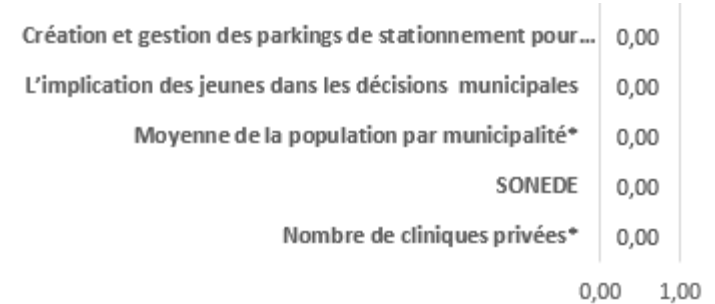 Création et gestion des parkings de stationnement pour... 0,00
L'implication des jeunes dans les décisions municipales 0,00
Moyenne de la population par municipalité* 0,00
SONEDE 0,00
Nombre de cliniques privées* 0,00
0,00 1,00